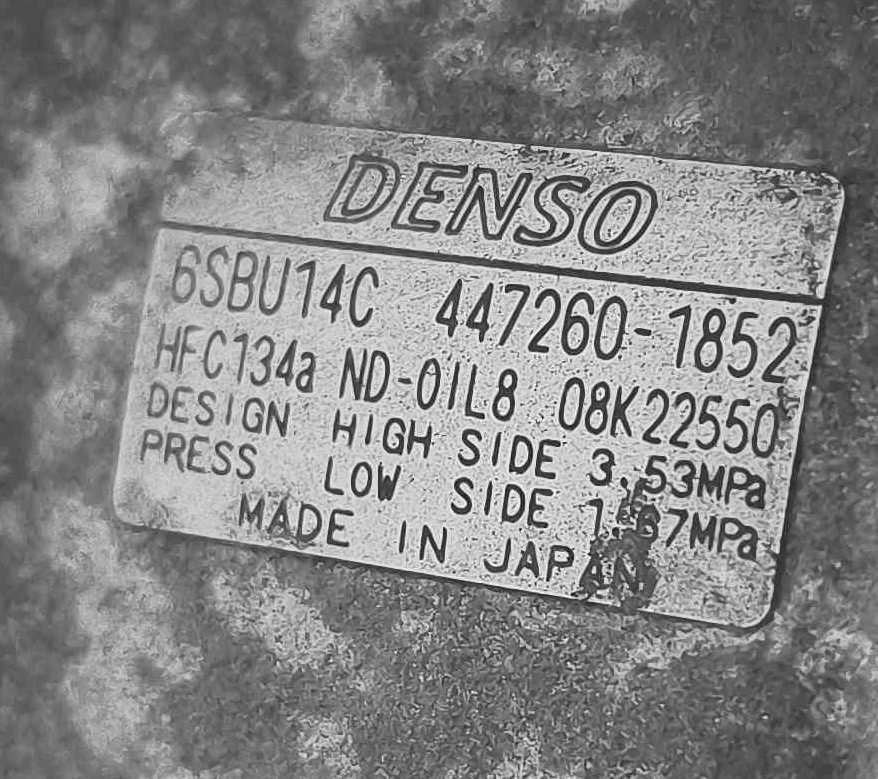 DENSO
6SBU14C 447260-1852
HFC134a ND-OIL8 08K22550
DESIGN HIGH SIDE 3.53MPa
PRESS LOW SIDE
MADE IN JAPAN